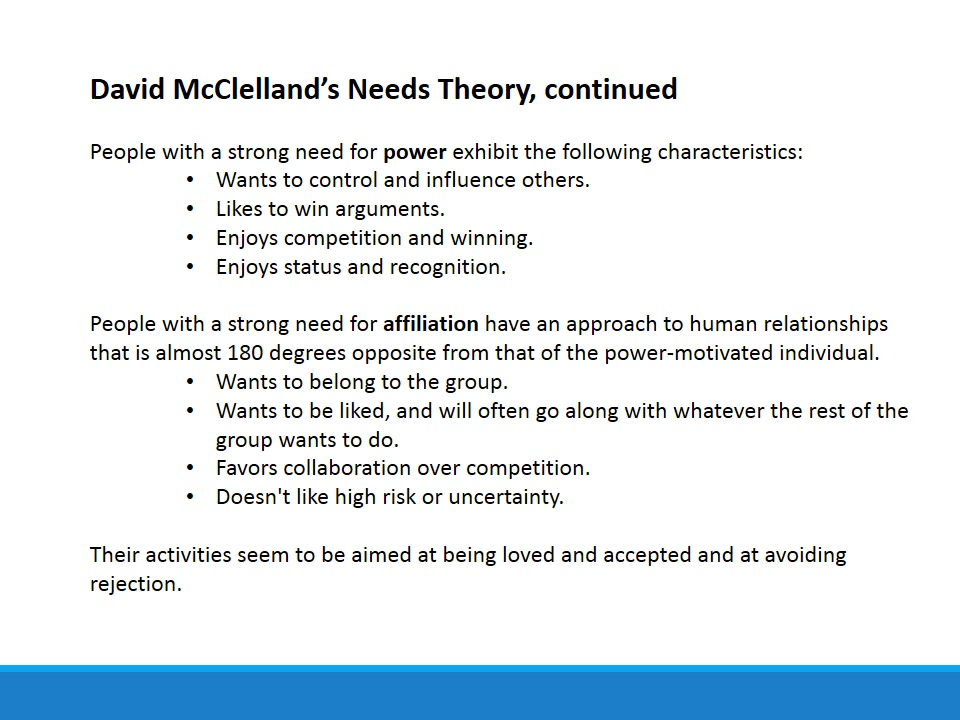 David McClelland’s Needs Theory, continued
People with a strong need for power exhibit the following characteristics:
• Wants to control and influence others.
• Likes to win arguments.
• Enjoys competition and winning.
• Enjoys status and recognition.
People with a strong need for affiliation have an approach to human relationships
that is almost 180 degrees opposite from that of the power-motivated individual.
• Wants to belong to the group.
• Wants to be liked, and will often go along with whatever the rest of the
group wants to do.
• Favors collaboration over competition.
• Doesn't like high risk or uncertainty.
Their activities seem to be aimed at being loved and accepted and at avoiding
rejection.